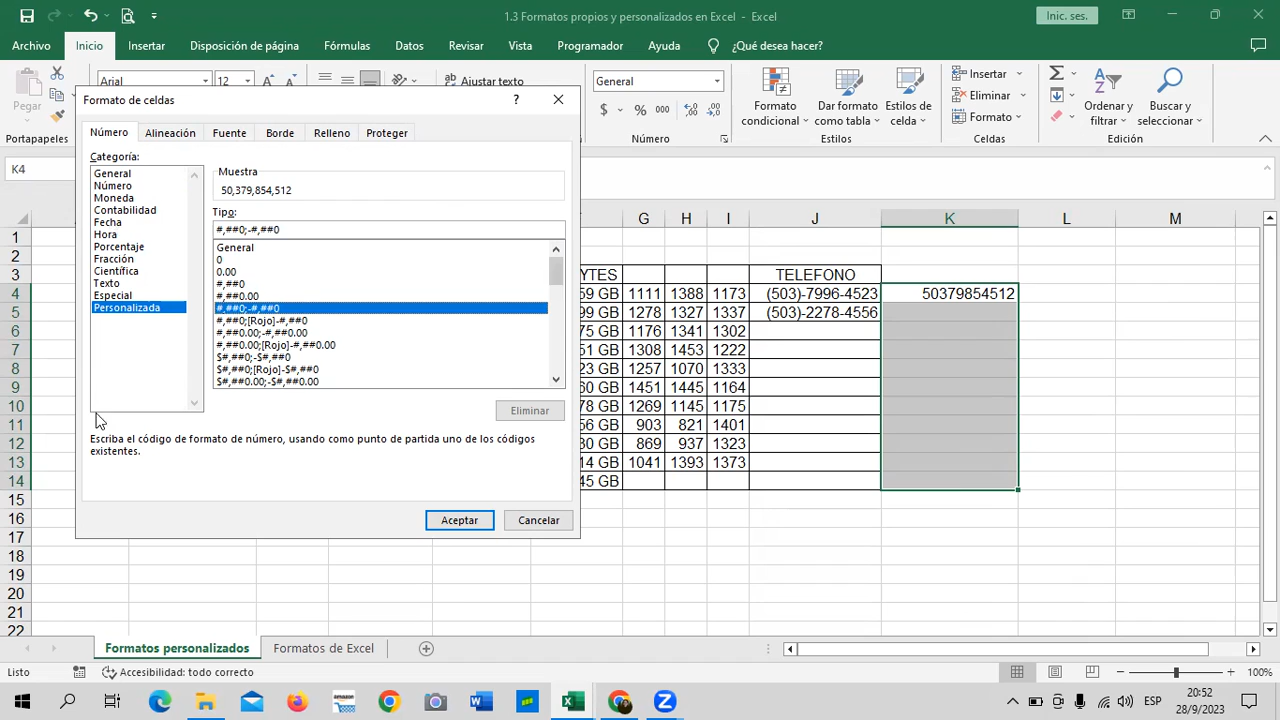 1.3 Formatos propios y personalizados en Excel - Excel
Inic. ses.
Archivo Inicio Insertar Disposición de página Fórmulas Datos Revisar Vista Programador Ayuda ¿Qué desea hacer?
Pegar
Portapapeles
Arial 12
Ajustar texto
General
$ % 000
Número
Formato condicional
Dar formato como tabla
Estilos de celda
Estilos
Insertar
Eliminar
Formato
Celdas
Ordenar y filtrar
Buscar y seleccionar
Edición
K4
Formato de celdas ?
Número Alineación Fuente Borde Relleno Proteger
Categoría:
General
Número
Moneda
Contabilidad
Fecha
Hora
Porcentaje
Fracción
Científica
Texto
Especial
Personalizada
Muestra
50,379,854,512
Tipo:
#,##0;-#,##0
General
0
0.00
#,##0
#,##0.00
#,##0;-#,##0
#,##0;[Rojo]-#,##0
#,##0.00;-#,##0.00
#,##0.00;[Rojo]-#,##0.00
$#,##0;-$#,##0
$#,##0;[Rojo]-$#,##0
$#,##0.00;-$#,##0.00
Eliminar
Escriba el código de formato de número, usando como punto de partida uno de los códigos
existentes.
Aceptar Cancelar
G H I J K L M
1
2
3 YTES TELEFONO
4 59 GB 1111 1388 1173 (503)-7996-4523 50379854512
5 99 GB 1278 1327 1337 (503)-2278-4556
6 75 GB 1176 1341 1302
7 51 GB 1308 1453 1222
8 23 GB 1257 1070 1333
9 60 GB 1451 1445 1164
10 78 GB 1269 1145 1175
11 56 GB 903 821 1401
12 30 GB 869 937 1323
13 14 GB 1041 1393 1373
14 45 GB
15
16
17
18
19
20
21
22
Formatos personalizados Formatos de Excel
Listo Accesibilidad: todo correcto 100%
ESP 20:52
28/9/2023